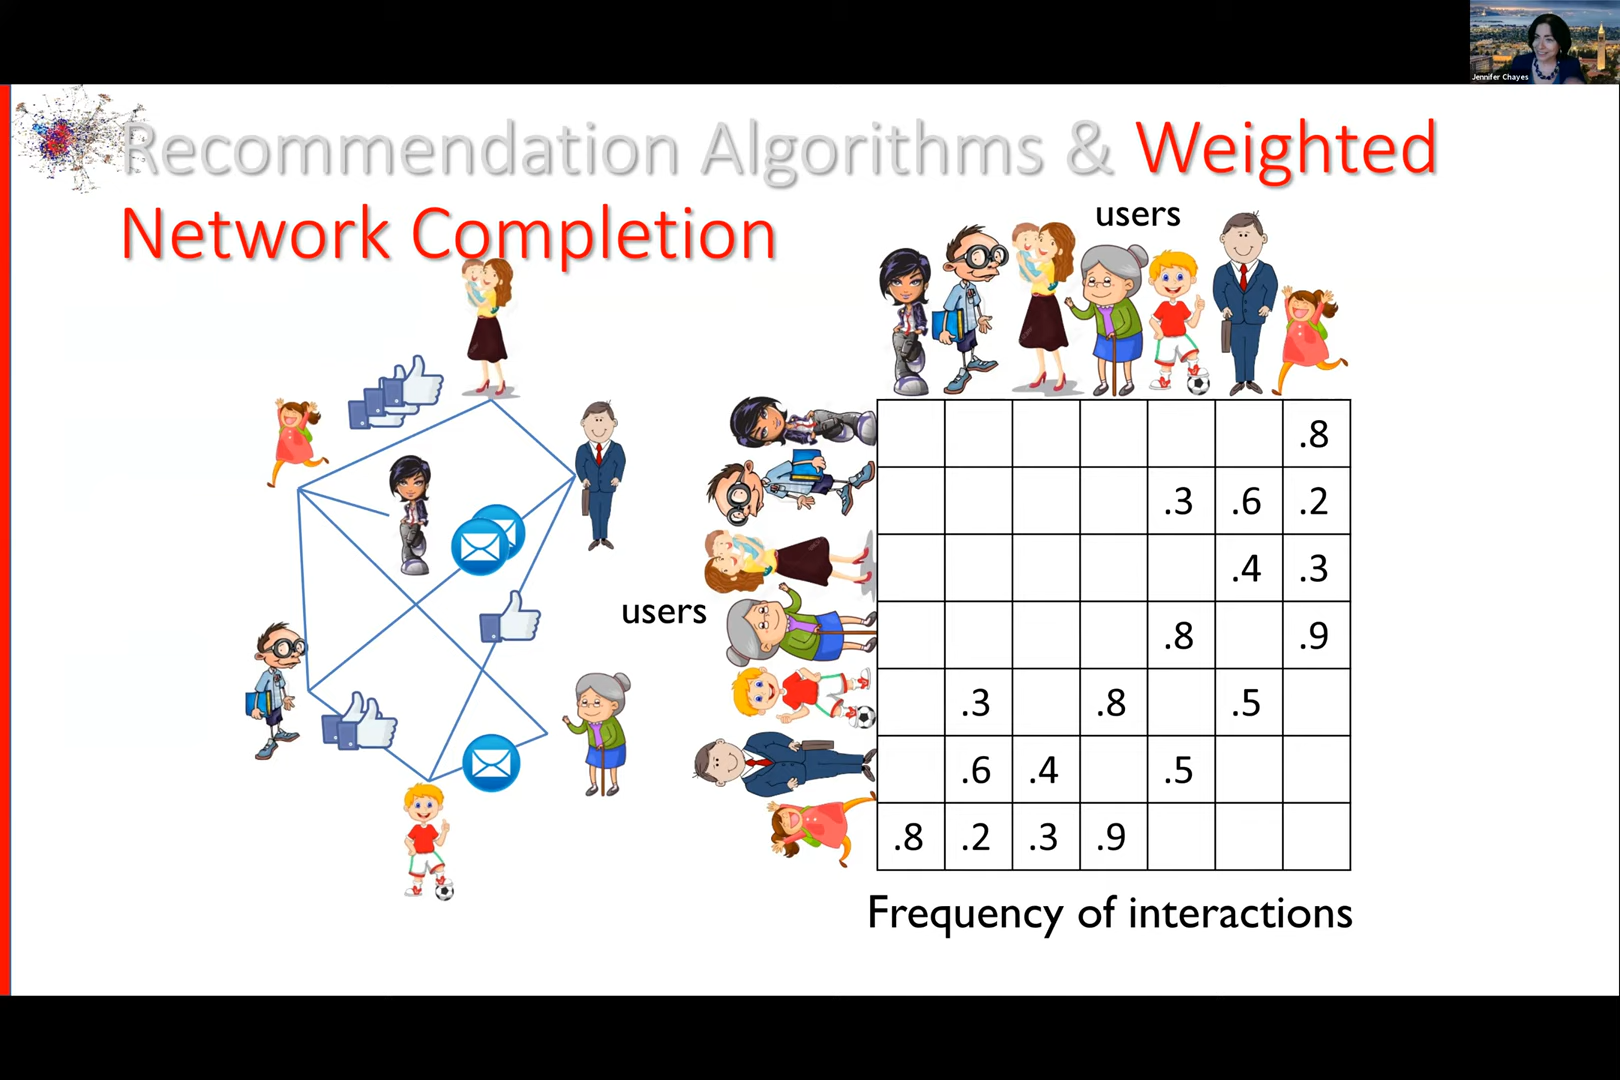 Jennifer Chayes
Recommendation Algorithms & Weighted
Network Completion
users
users
.8
.3 .6 .2
.4 .3
.8 .9
.3 .8 .5
.6 .4 .5
.8 .2 .3 .9
Frequency of interactions